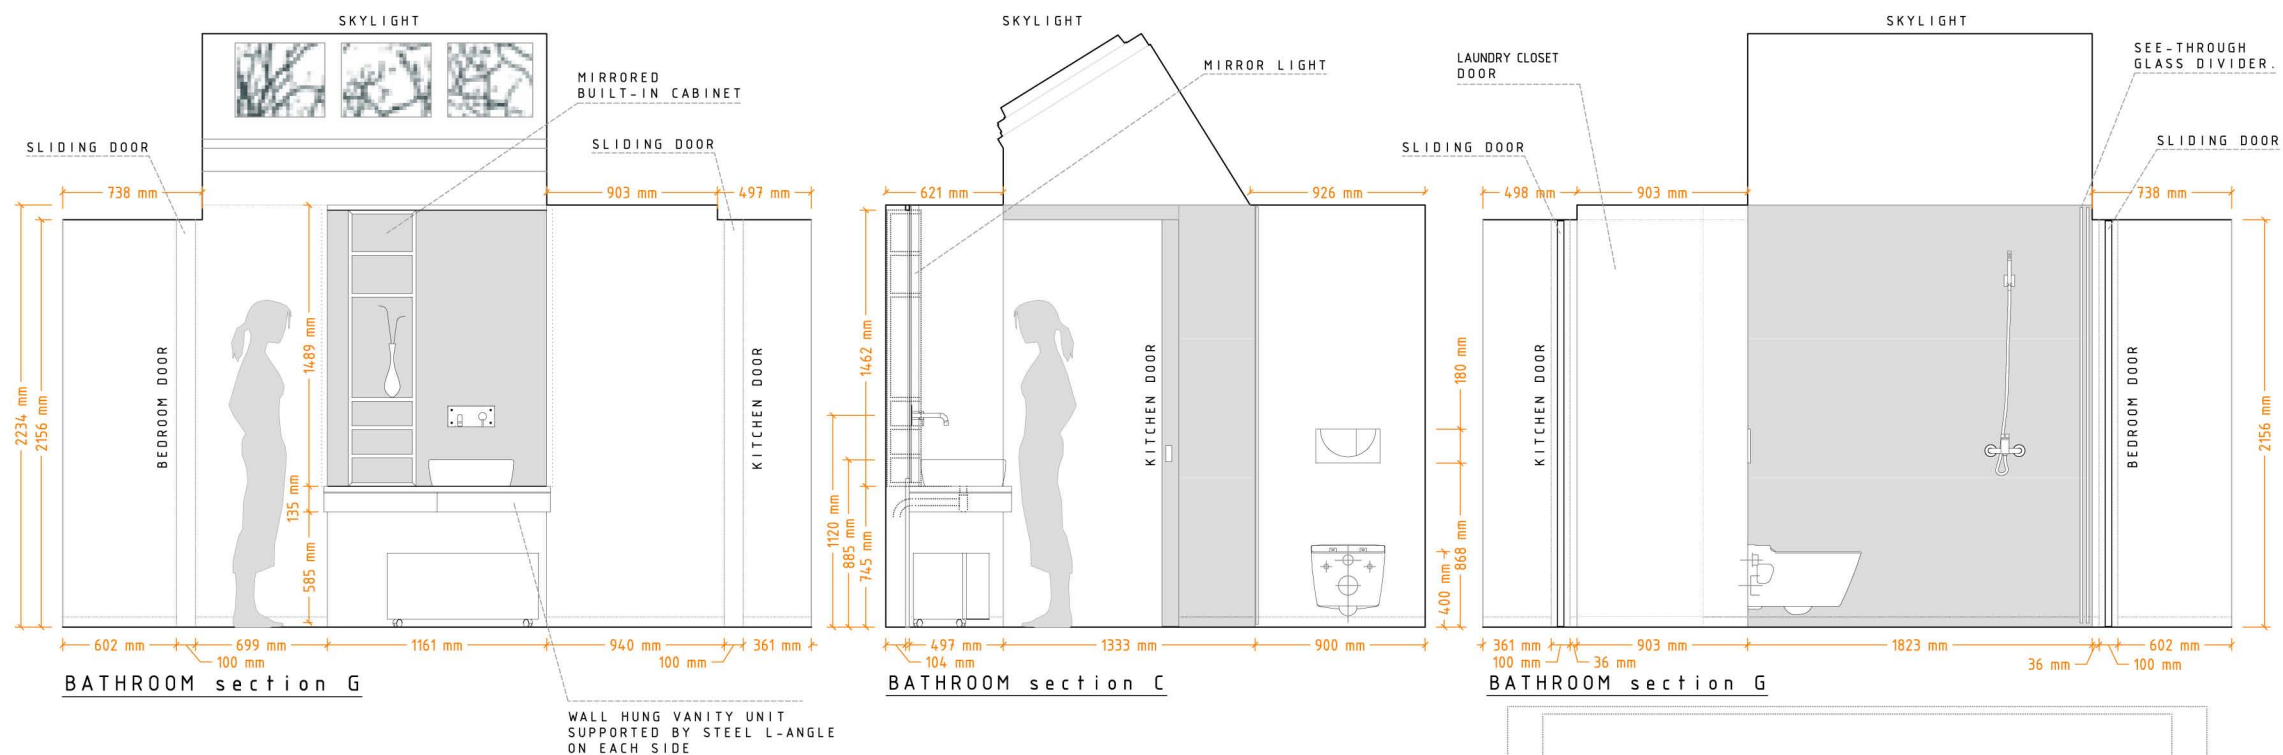 SKYLIGHT
MIRRORED
BUILT-IN CABINET
SLIDING DOOR
SLIDING DOOR
738 mm
903 mm
497 mm
2234 mm
2156 mm
1489 mm
135 mm
585 mm
BEDROOM DOOR
KITCHEN DOOR
602 mm
699 mm
1161 mm
940 mm
361 mm
100 mm
100 mm
BATHROOM section G
WALL HUNG VANITY UNIT
SUPPORTED BY STEEL L-ANGLE
ON EACH SIDE
SKYLIGHT
MIRROR LIGHT
621 mm
926 mm
1462 mm
1120 mm
885 mm
745 mm
KITCHEN DOOR
180 mm
868 mm
400 mm
497 mm
1333 mm
900 mm
104 mm
BATHROOM section C
SKYLIGHT
LAUNDRY CLOSET
DOOR
SEE-THROUGH
GLASS DIVIDER.
SLIDING DOOR
SLIDING DOOR
498 mm
903 mm
738 mm
KITCHEN DOOR
BEDROOM DOOR
2156 mm
361 mm
903 mm
1823 mm
602 mm
100 mm
36 mm
36 mm
100 mm
BATHROOM section G